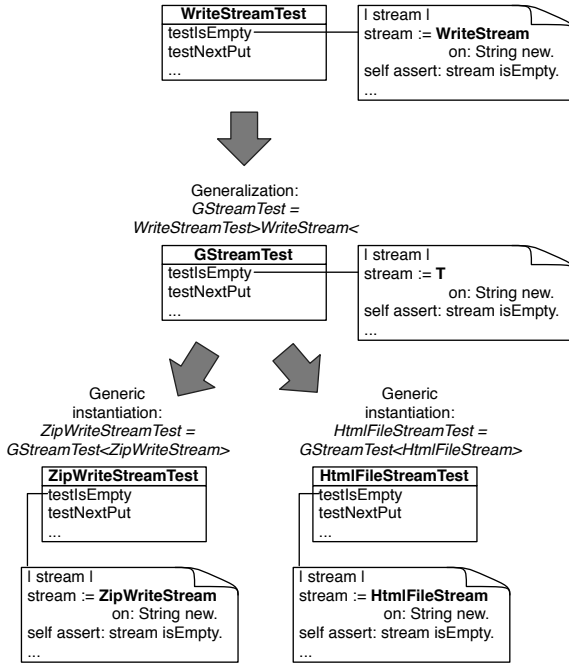 WriteStreamTest
testIsEmpty
testNextPut
...
| stream |
stream := WriteStream
on: String new.
self assert: stream isEmpty.
...
Generalization:
GStreamTest =
WriteStreamTest>WriteStream<
GStreamTest
testIsEmpty
testNextPut
...
| stream |
stream := T
on: String new.
self assert: stream isEmpty.
...
Generic
instantiation:
ZipWriteStreamTest =
GStreamTest<ZipWriteStream>
ZipWriteStreamTest
testIsEmpty
testNextPut
...
| stream |
stream := ZipWriteStream
on: String new.
self assert: stream isEmpty.
...
Generic
instantiation:
HtmlFileStreamTest =
GStreamTest<HtmlFileStream>
HtmlFileStreamTest
testIsEmpty
testNextPut
...
| stream |
stream := HtmlFileStream
on: String new.
self assert: stream isEmpty.
...